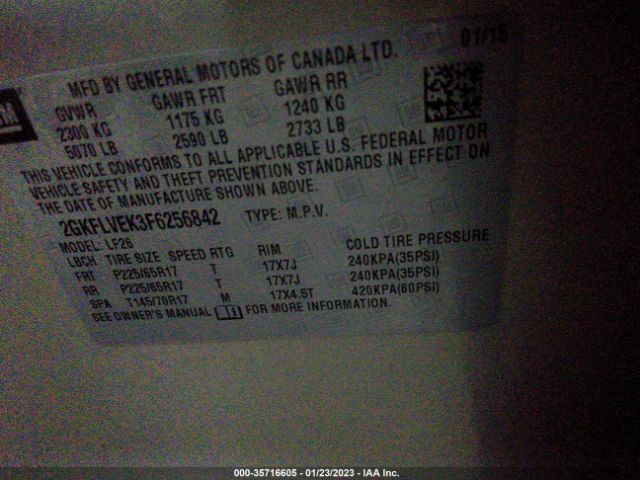 01/15
MFD BY GENERAL MOTORS OF CANADA LTD.
GVWR GAWR FRT GAWR RR
2300 KG 1175 KG 1240 KG
5070 LB 2590 LB 2733 LB
THIS VEHICLE CONFORMS TO ALL APPLICABLE U.S. FEDERAL MOTOR
VEHICLE SAFETY AND THEFT PREVENTION STANDARDS IN EFFECT ON
THE DATE OF MANUFACTURE SHOWN ABOVE.
2GKFLVEK3F6256842 TYPE: M.P.V.
MODEL: LF26
LBCH TIRE SIZE SPEED RTG RIM COLD TIRE PRESSURE
FRT P225/65R17 T 17X7J 240KPA(35PSI)
RR P225/65R17 T 17X7J 240KPA(35PSI)
SPA T145/70R17 M 17X4.5T 420KPA(60PSI)
SEE OWNER'S MANUAL FOR MORE INFORMATION.
000-35716605 - 01/23/2023 - IAA Inc.